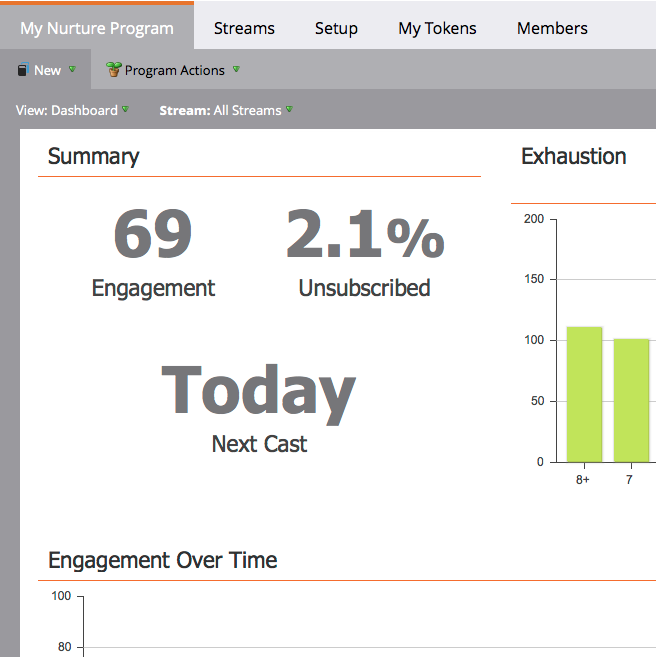 My Nurture Program Streams Setup My Tokens Members
New Program Actions
View: Dashboard Stream: All Streams
Summary
69 2.1%
Engagement Unsubscribed
Today
Next Cast
Exhaustion
200
150
100
50
0
8+ 7
Engagement Over Time
100
80